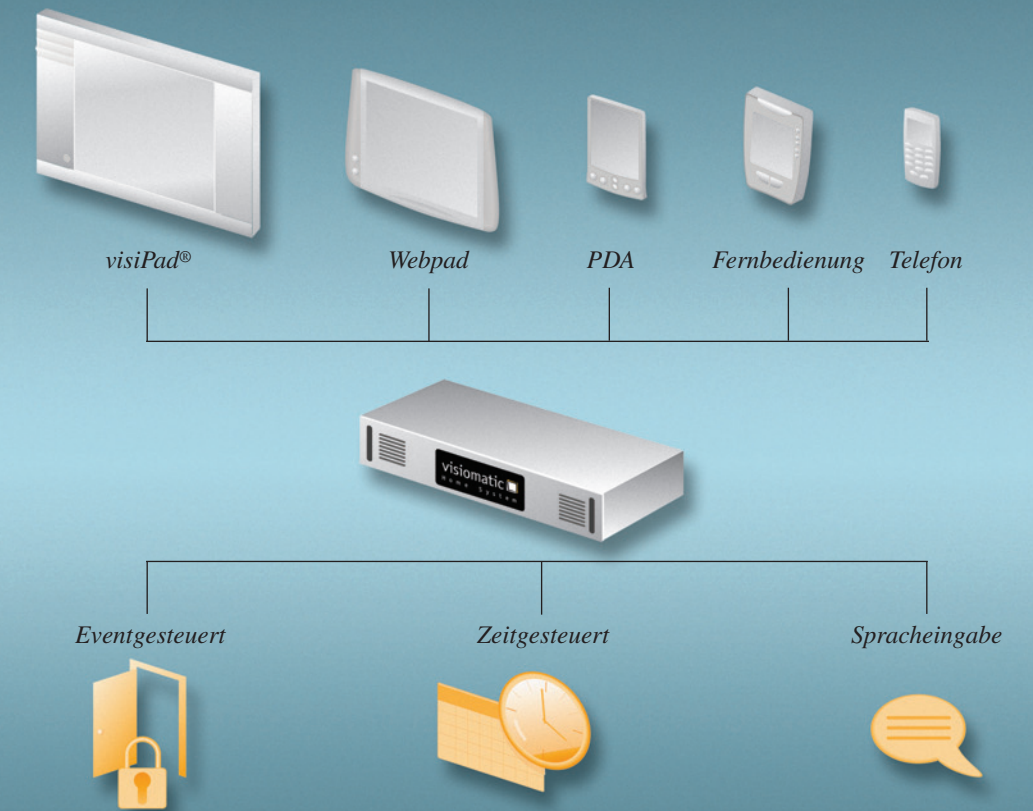 visiPad®
Webpad
PDA
Fernbedienung
Telefon
visiomatic
Home System
Eventgesteuert
Zeitgesteuert
Spracheingabe